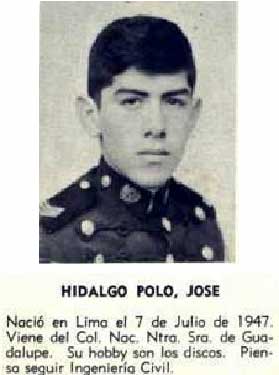 HIDALGO POLO, JOSE
Nació en Lima el 7 de Julio de 1947.
Viene del Col. Nac. Ntra. Sra. de Gua-
dalupe. Su hobby son los discos. Pien-
sa seguir Ingeniería Civil.